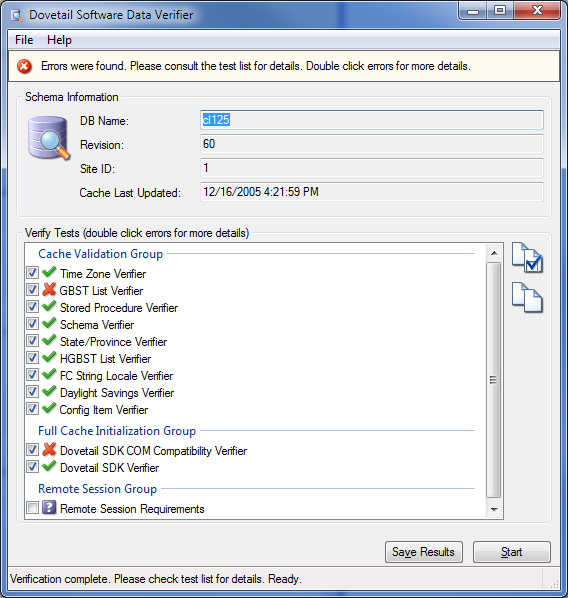 Dovetail Software Data Verifier
File Help
Errors were found. Please consult the test list for details. Double click errors for more details.
Schema Information
DB Name: cl125
Revision: 60
Site ID: 1
Cache Last Updated: 12/16/2005 4:21:59 PM
Verify Tests (double click errors for more details)
Cache Validation Group
Time Zone Verifier
GBST List Verifier
Stored Procedure Verifier
Schema Verifier
State/Province Verifier
HGBST List Verifier
FC String Locale Verifier
Daylight Savings Verifier
Config Item Verifier
Full Cache Initialization Group
Dovetail SDK COM Compatibility Verifier
Dovetail SDK Verifier
Remote Session Group
Remote Session Requirements
Save Results Start
Verification complete. Please check test list for details. Ready.